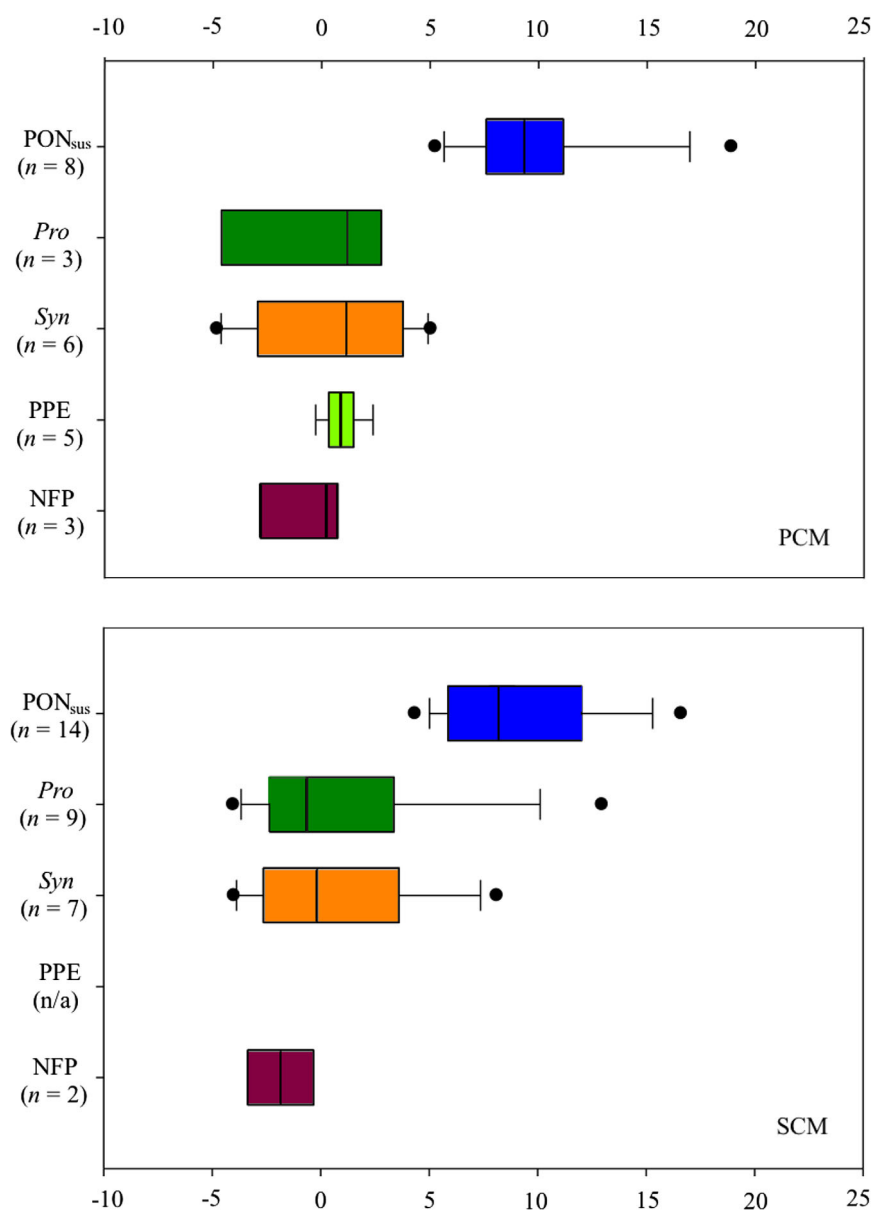 -10 -5 0 5 10 15 20 25
PONsus
(n = 8)
Pro
(n = 3)
Syn
(n = 6)
PPE
(n = 5)
NFP
(n = 3)
PCM
PONsus
(n = 14)
Pro
(n = 9)
Syn
(n = 7)
PPE
(n/a)
NFP
(n = 2)
SCM
-10 -5 0 5 10 15 20 25